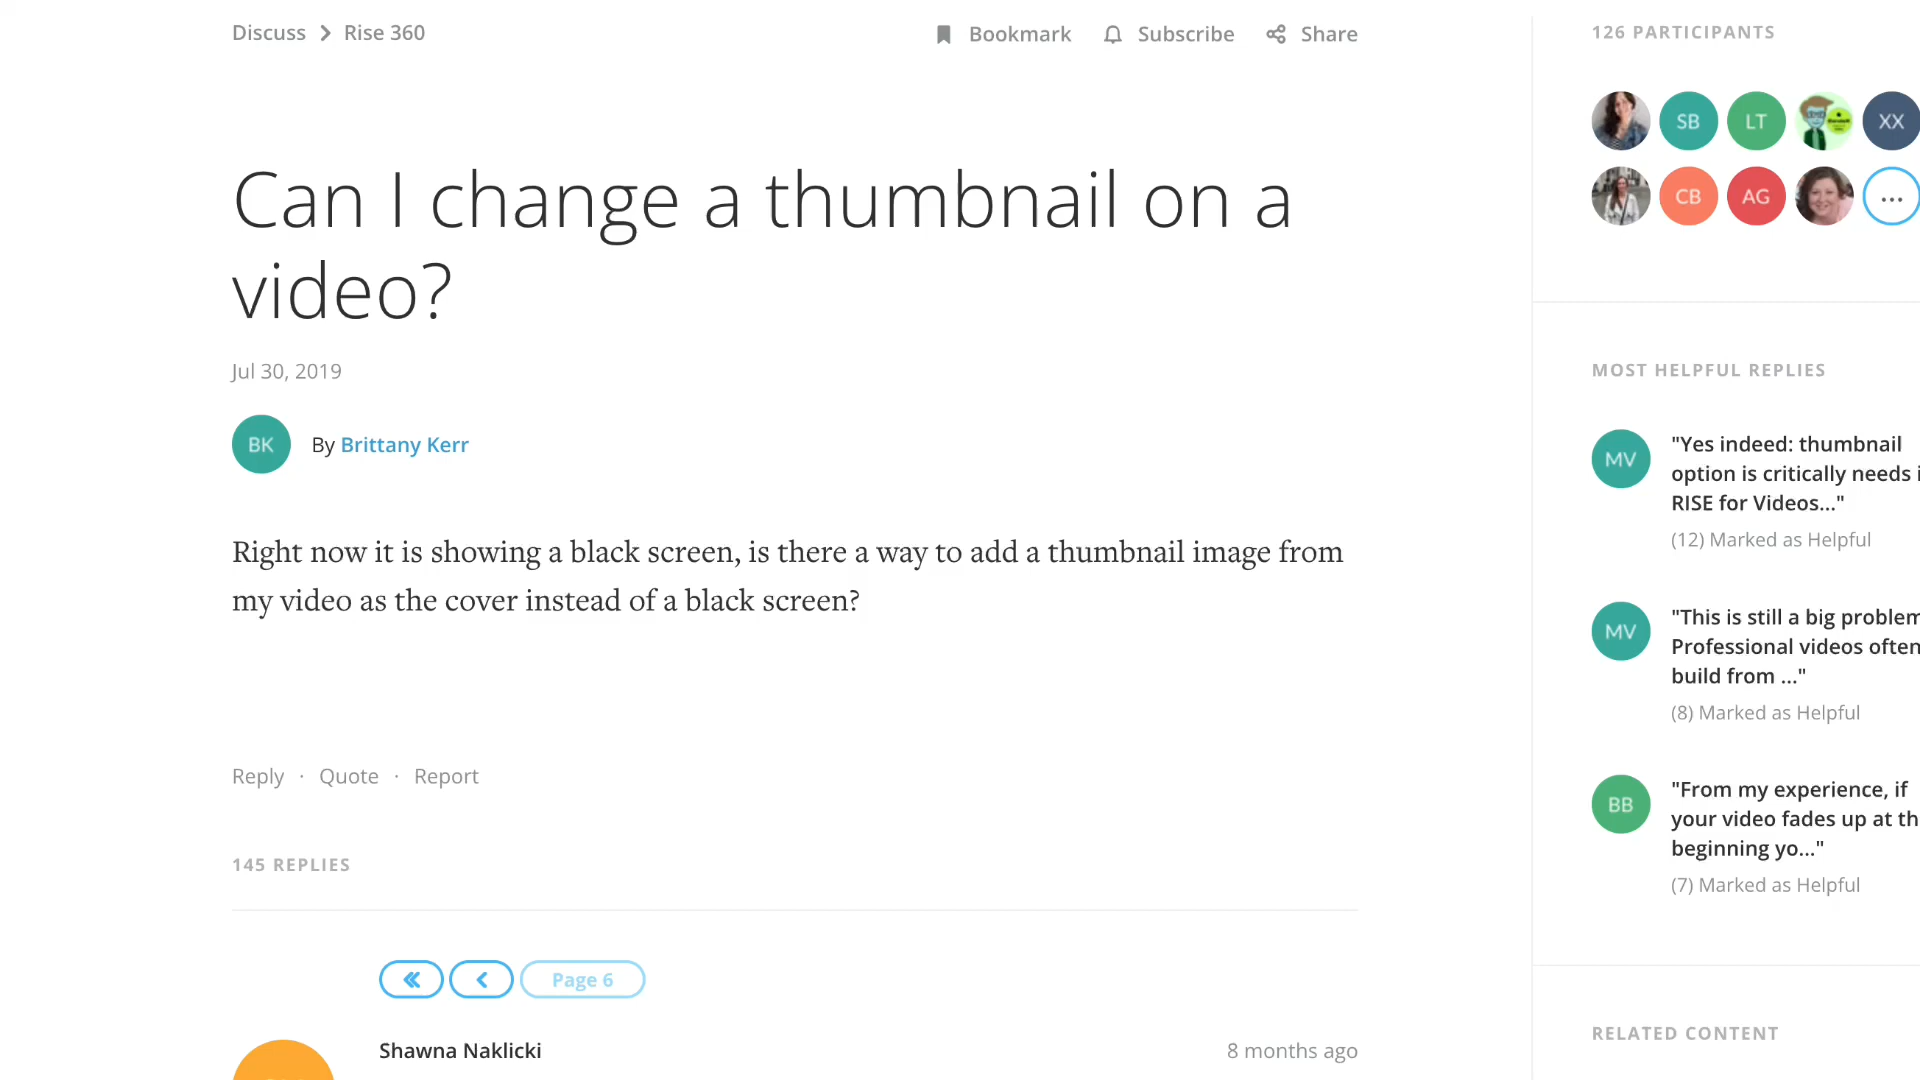 Discuss Rise 360
Bookmark Subscribe Share
Can I change a thumbnail on a
video?
Jul 30, 2019
BK By Brittany Kerr
Right now it is showing a black screen, is there a way to add a thumbnail image from
my video as the cover instead of a black screen?
Reply · Quote · Report
145 REPLIES
Page 6
Shawna Naklicki 8 months ago
126 PARTICIPANTS
SB LT XX
CB AG ...
MOST HELPFUL REPLIES
MV
"Yes indeed: thumbnail
option is critically needs i
RISE for Videos..."
(12) Marked as Helpful
MV
"This is still a big problem
Professional videos often
build from ..."
(8) Marked as Helpful
BB
"From my experience, if
your video fades up at th
beginning yo..."
(7) Marked as Helpful
RELATED CONTENT